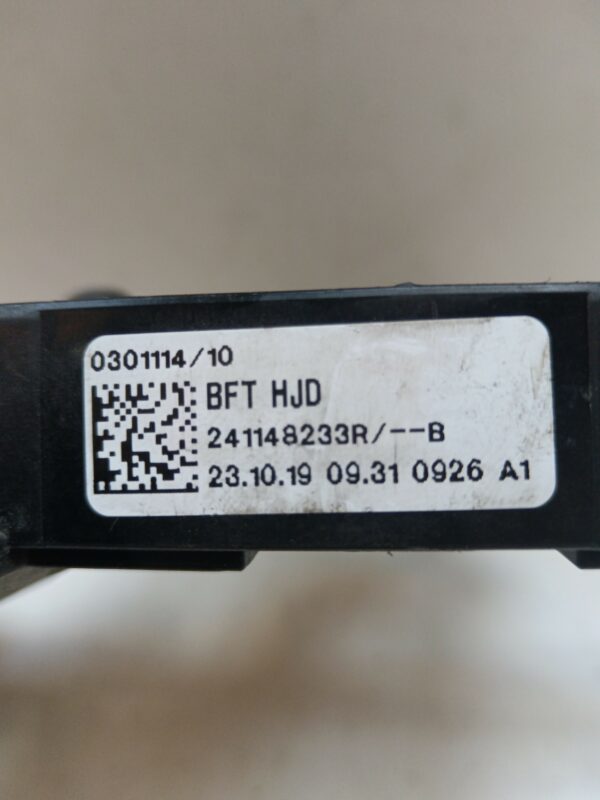 0301114/10
BFT HJD
241148233R/--B
23.10.19 09.31 0926 A1